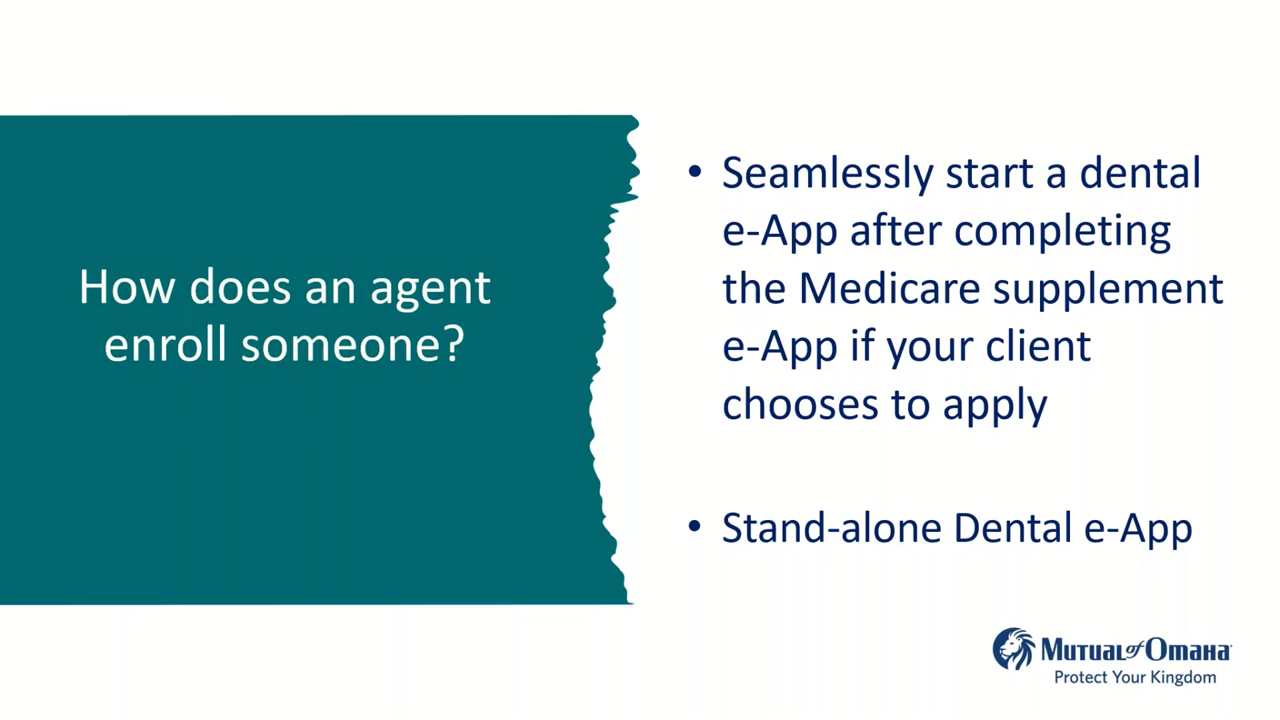 How does an agent
enroll someone?
• Seamlessly start a dental
e-App after completing
the Medicare supplement
e-App if your client
chooses to apply
• Stand-alone Dental e-App
Mutual of Omaha
Protect Your Kingdom